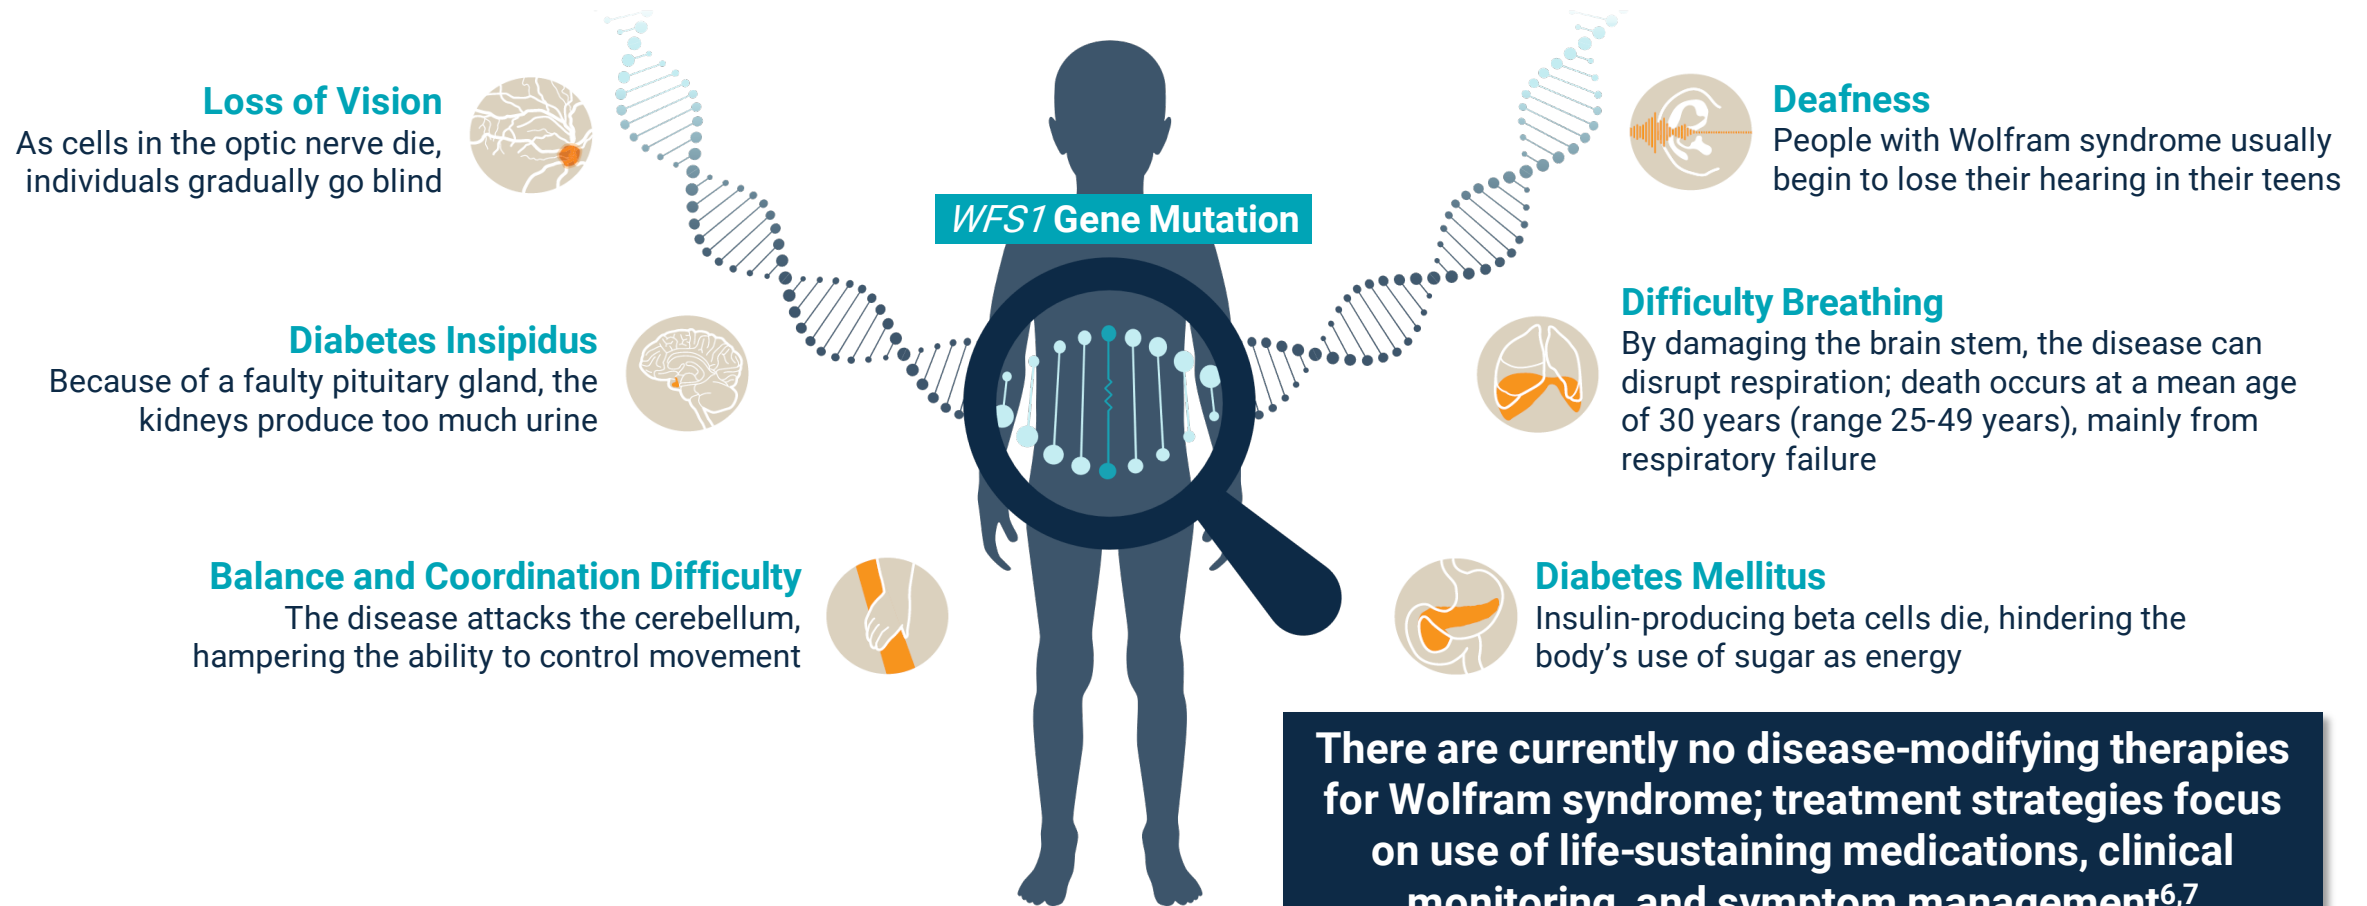 Loss of Vision
As cells in the optic nerve die,
individuals gradually go blind
Diabetes Insipidus
Because of a faulty pituitary gland, the
kidneys produce too much urine
Balance and Coordination Difficulty
The disease attacks the cerebellum,
hampering the ability to control movement
WFS1 Gene Mutation
Deafness
People with Wolfram syndrome usually
begin to lose their hearing in their teens
Difficulty Breathing
By damaging the brain stem, the disease can
disrupt respiration; death occurs at a mean age
of 30 years (range 25-49 years), mainly from
respiratory failure
Diabetes Mellitus
Insulin-producing beta cells die, hindering the
body’s use of sugar as energy
There are currently no disease-modifying therapies
for Wolfram syndrome; treatment strategies focus
on use of life-sustaining medications, clinical
monitoring, and symptom management6,7